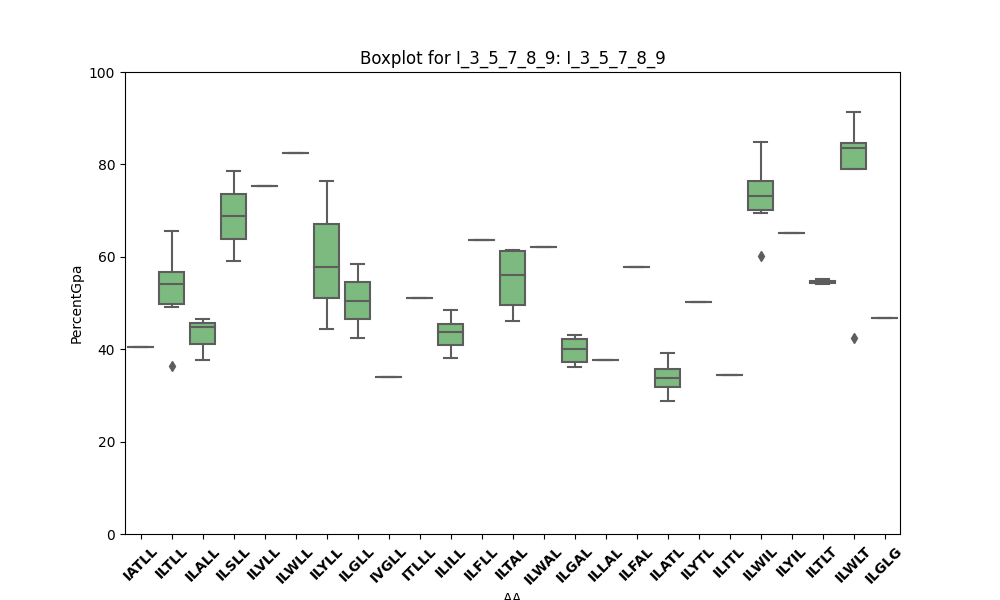 Boxplot for I_3_5_7_8_9: I_3_5_7_8_9
PercentGpa
100
80
60
40
20
0
IATLL ILTLL ILALL ILSLL ILVLL ILWLL ILYLL ILGLL IVGLL ITLLL ILILL ILFLL ILTAL ILWAL ILGAL ILLAL ILFAL ILATL ILYTL ILITL ILWIL ILYIL ILTLT ILWLT ILGLG
AA